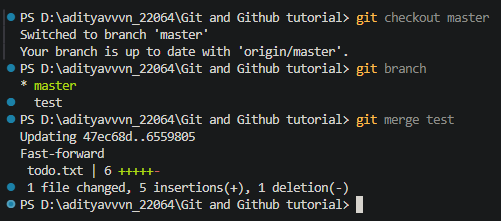 PS D:\adityavvvn_22064\Git and Github tutorial> git checkout master
Switched to branch 'master'
Your branch is up to date with 'origin/master'.
PS D:\adityavvvn_22064\Git and Github tutorial> git branch
* master
  test
PS D:\adityavvvn_22064\Git and Github tutorial> git merge test
Updating 47ec68d..6559805
Fast-forward
 todo.txt | 6 +++++-
 1 file changed, 5 insertions(+), 1 deletion(-)
PS D:\adityavvvn_22064\Git and Github tutorial>